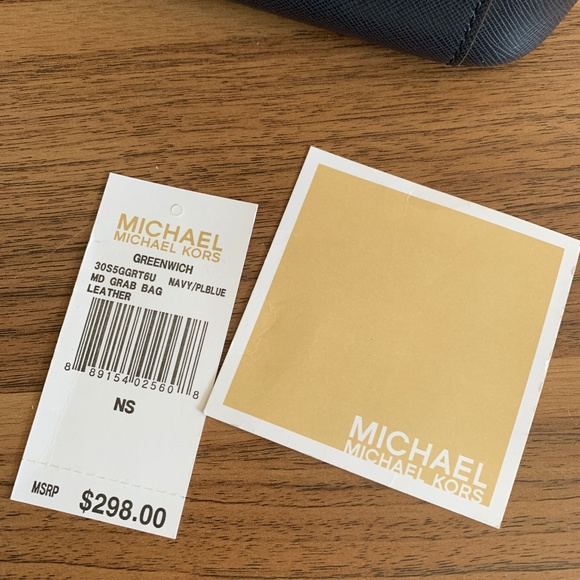 MICHAEL
MICHAEL KORS
GREENWICH
30S5GGRT6U NAVY/PLBLUE
MD GRAB BAG
LEATHER
8 89154 02560 8
NS
MSRP $298.00
MICHAEL
MICHAEL KORS